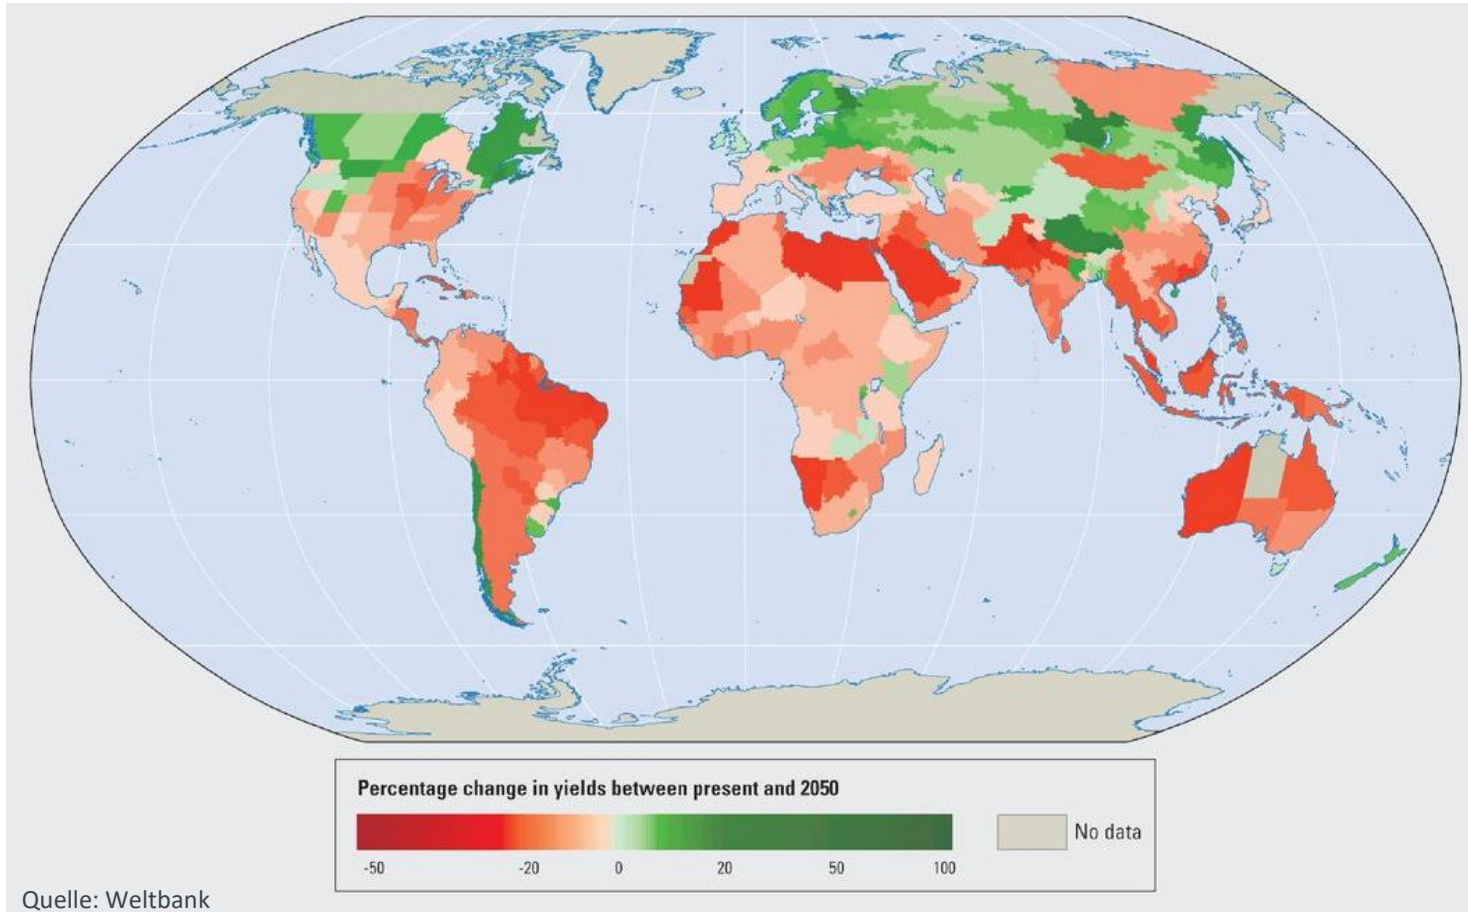 Percentage change in yields between present and 2050
-50 -20 0 20 50 100
No data
Quelle: Weltbank